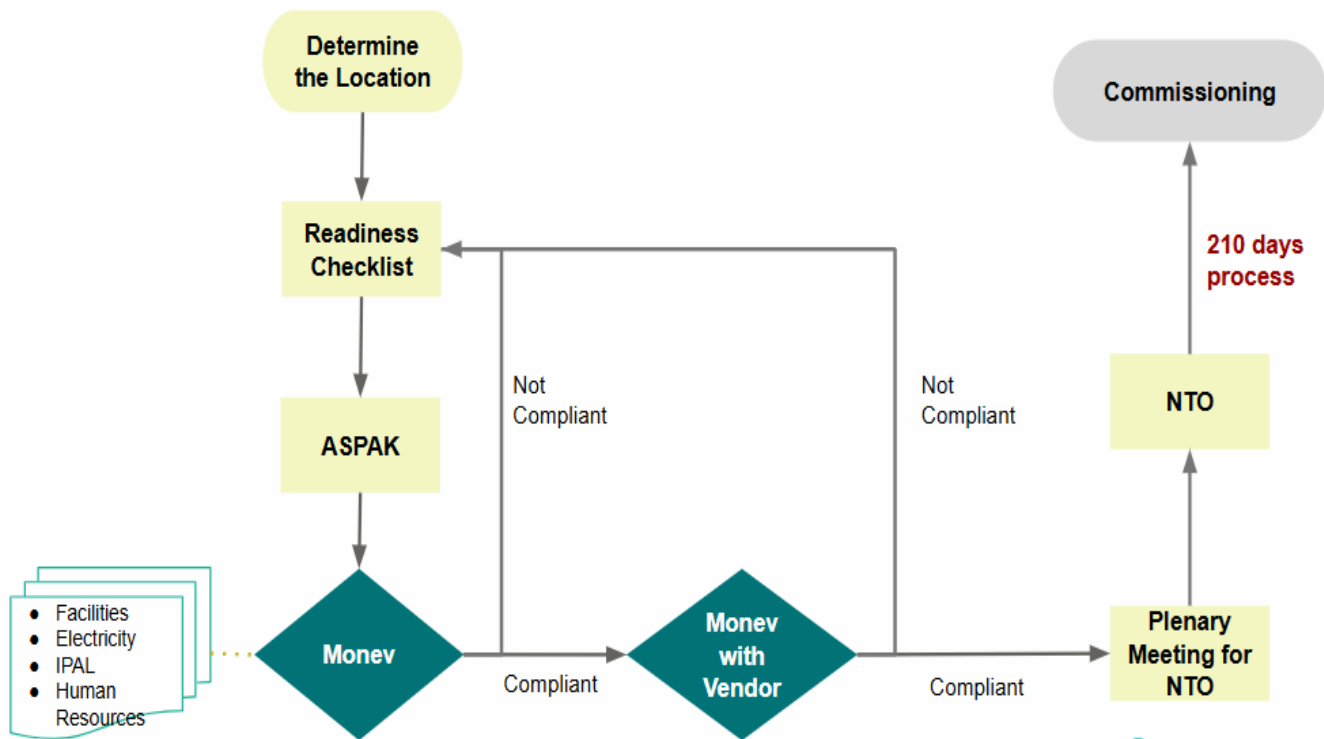 Determine
the Location
Commissioning
Readiness
Checklist
210 days
process
Not
Compliant
Not
Compliant
ASPAK
NTO
● Facilities
● Electricity
● IPAL
● Human
Resources
Monev
Compliant
Monev
with
Vendor
Compliant
Plenary
Meeting for
NTO